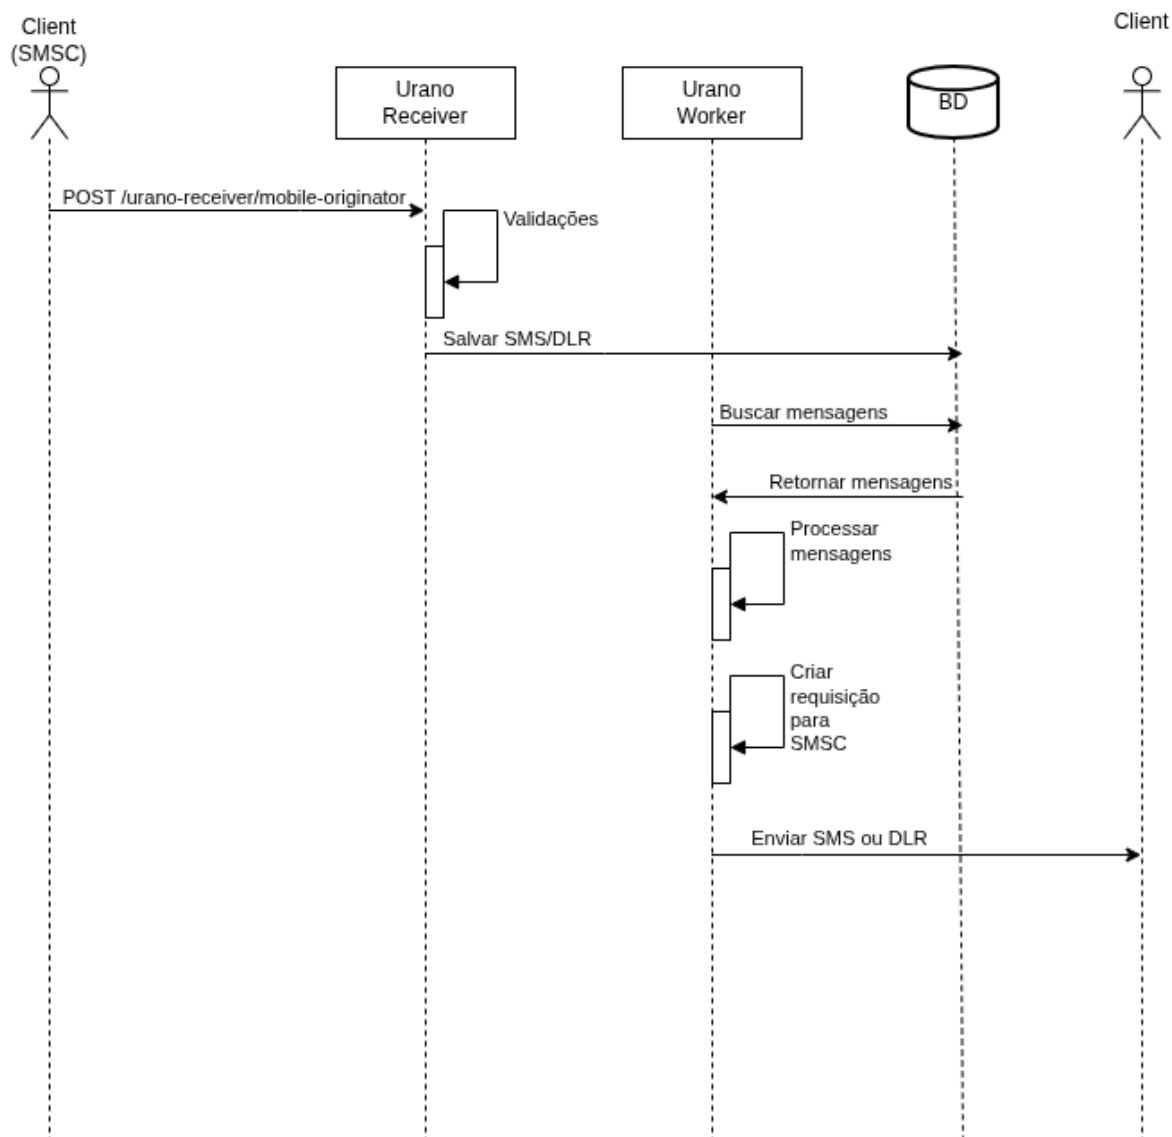 Client
(SMSC)
Client
Urano
Receiver
Urano
Worker
BD
POST /urano-receiver/mobile-originator
Validações
Salvar SMS/DLR
Buscar mensagens
Retornar mensagens
Processar
mensagens
Criar
requisição
para
SMSC
Enviar SMS ou DLR